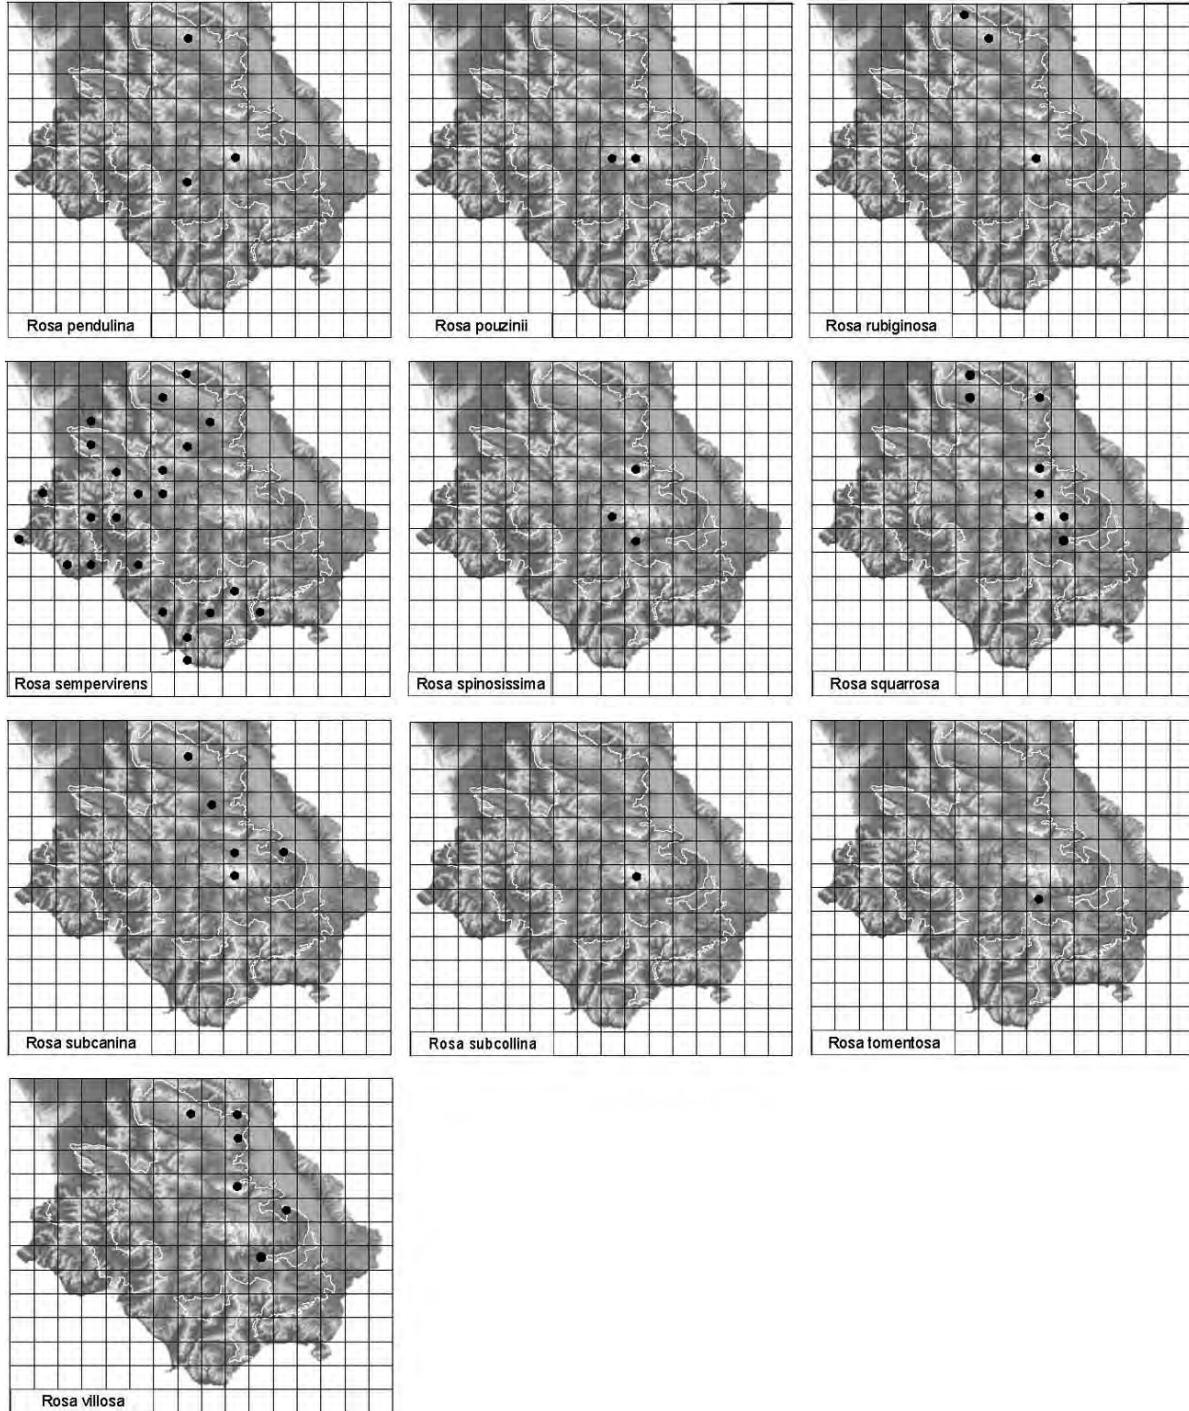 Rosa pendulina
Rosa pouzinii
Rosa rubiginosa
Rosa sempervirens
Rosa spinosissima
Rosa squarrosa
Rosa subcanina
Rosa subcollina
Rosa tomentosa
Rosa villosa